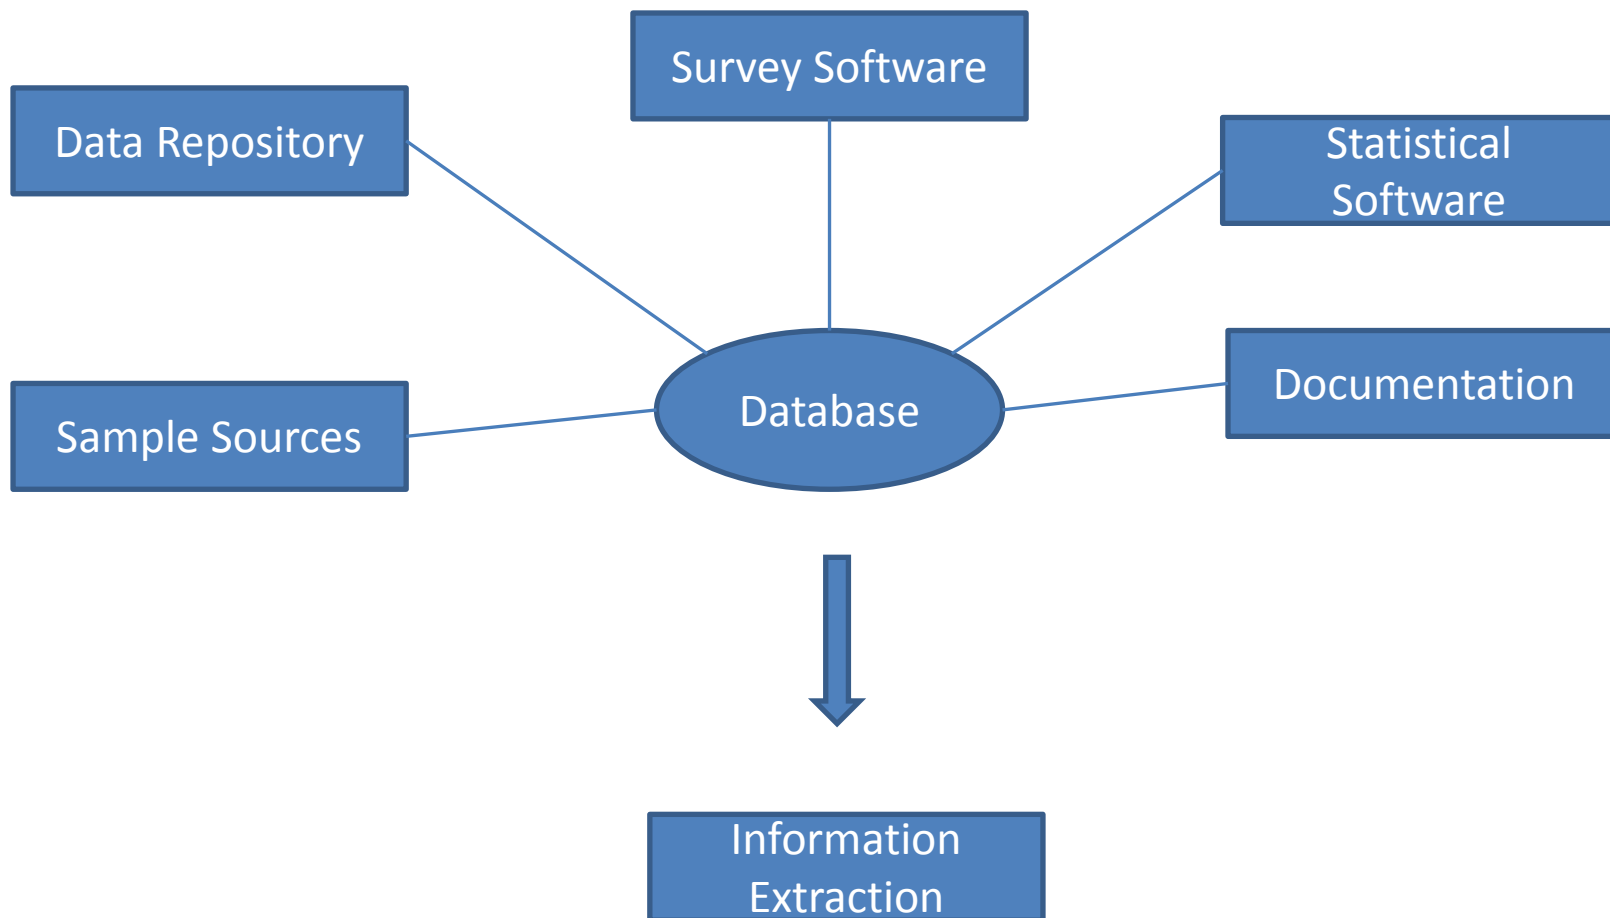 Survey Software
Data Repository
Statistical
Software
Sample Sources
Database
Documentation
Information
Extraction